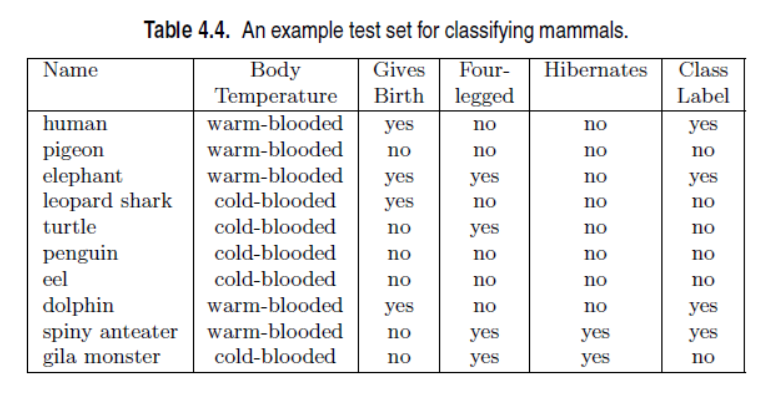 Table 4.4. An example test set for classifying mammals.
Name Body Gives Four- Hibernates Class
Temperature Birth legged Label
human warm-blooded yes no no yes
pigeon warm-blooded no no no no
elephant warm-blooded yes yes no yes
leopard shark cold-blooded yes no no no
turtle cold-blooded no yes no no
penguin cold-blooded no no no no
eel cold-blooded no no no no
dolphin warm-blooded yes no no yes
spiny anteater warm-blooded no yes yes yes
gila monster cold-blooded no yes yes no